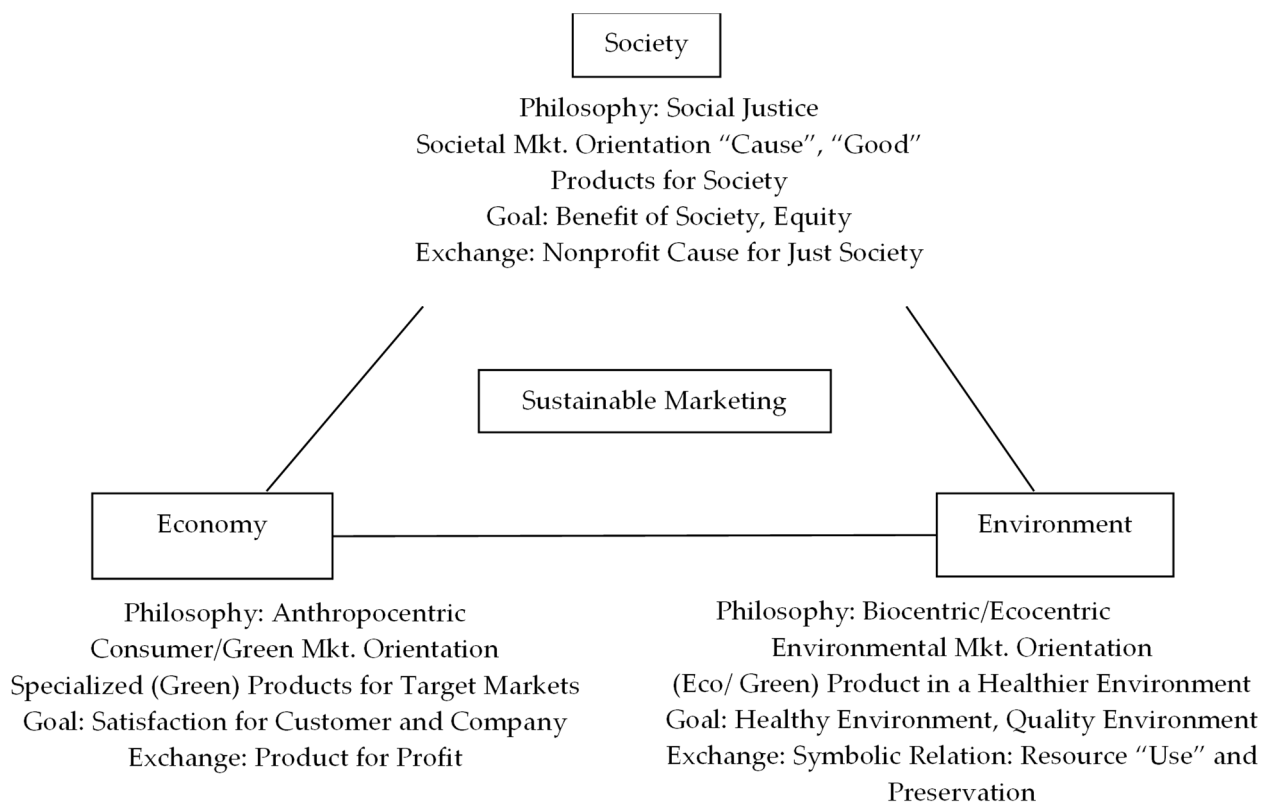 Society
Philosophy: Social Justice
Societal Mkt. Orientation “Cause”, “Good”
Products for Society
Goal: Benefit of Society, Equity
Exchange: Nonprofit Cause for Just Society
Sustainable Marketing
Economy
Philosophy: Anthropocentric
Consumer/Green Mkt. Orientation
Specialized (Green) Products for Target Markets
Goal: Satisfaction for Customer and Company
Exchange: Product for Profit
Environment
Philosophy: Biocentric/Ecocentric
Environmental Mkt. Orientation
(Eco/ Green) Product in a Healthier Environment
Goal: Healthy Environment, Quality Environment
Exchange: Symbolic Relation: Resource “Use” and
Preservation